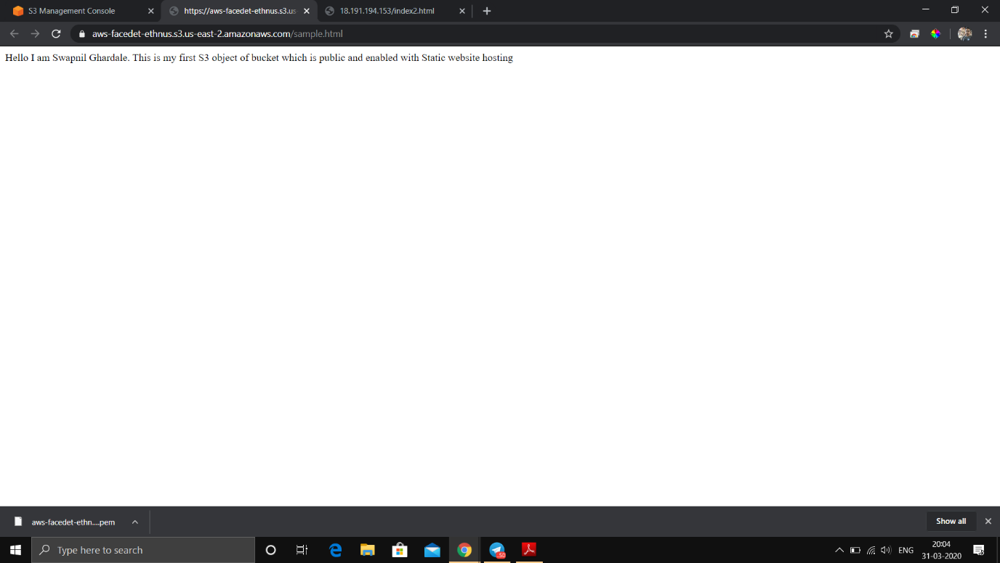 S3 Management Console
https://aws-facedet-ethnus.s3.us-
18.191.194.153/index2.html
aws-facedet-ethnus.s3.us-east-2.amazonaws.com/sample.html
Hello I am Swapnil Ghardale. This is my first S3 object of bucket which is public and enabled with Static website hosting
aws-facedet-ethn....pem
Show all
Type here to search
50
ENG
20:04
31-03-2020